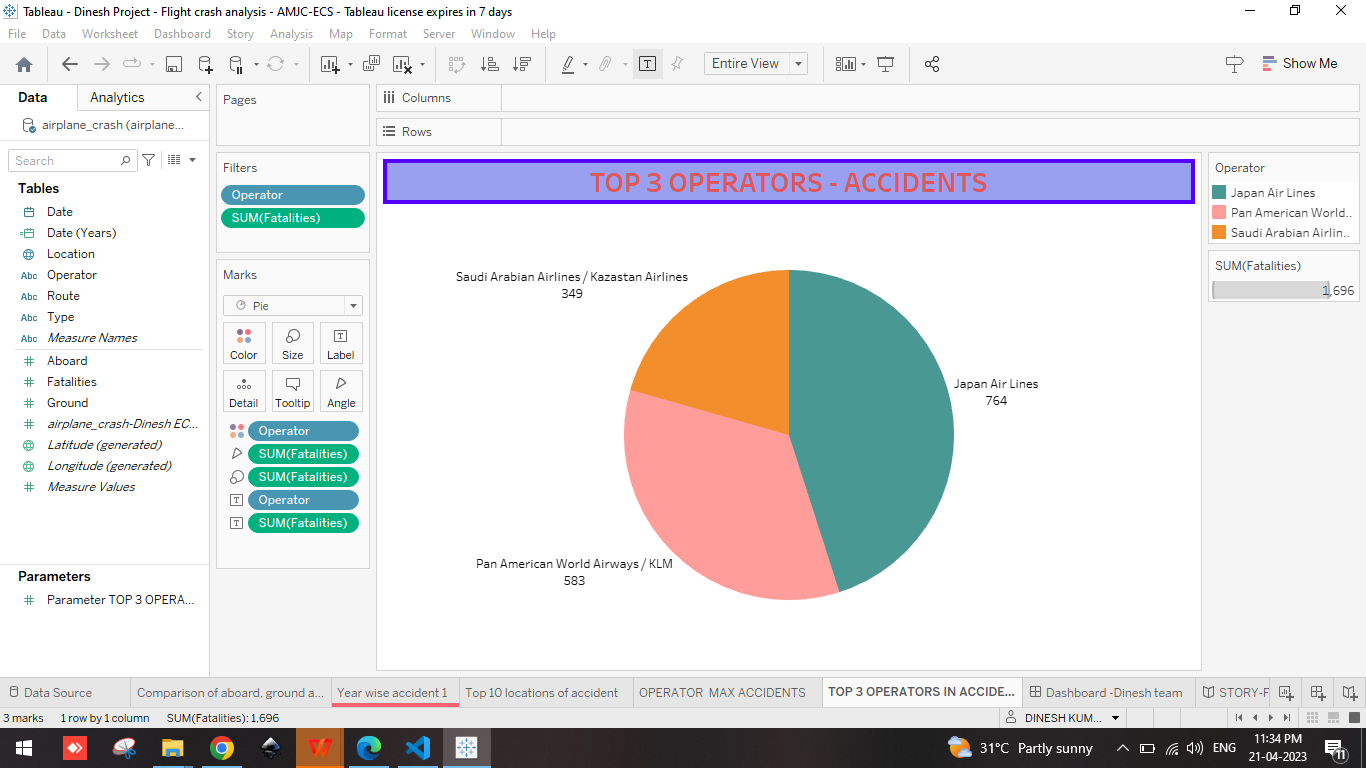 Tableau - Dinesh Project - Flight crash analysis - AMJC-ECS - Tableau license expires in 7 days
File Data Worksheet Dashboard Story Analysis Map Format Server Window Help
Entire View
Show Me
Data Analytics
airplane_crash (airplane...
Search
Tables
Date
Date (Years)
Location
Abc Operator
Abc Route
Abc Type
Abc Measure Names
Aboard
Fatalities
Ground
airplane_crash-Dinesh EC...
Latitude (generated)
Longitude (generated)
Measure Values
Parameters
Parameter TOP 3 OPERA...
Pages
Filters
Operator
SUM(Fatalities)
Marks
Pie
Color Size Label
Detail Tooltip Angle
Operator
SUM(Fatalities)
SUM(Fatalities)
Operator
SUM(Fatalities)
Columns
Rows
TOP 3 OPERATORS - ACCIDENTS
Saudi Arabian Airlines / Kazastan Airlines
349
Japan Air Lines
764
Pan American World Airways / KLM
583
Operator
Japan Air Lines
Pan American World..
Saudi Arabian Airlin..
SUM(Fatalities)
1,696
Data Source Comparison of aboard, ground a... Year wise accident 1 Top 10 locations of accident OPERATOR MAX ACCIDENTS TOP 3 OPERATORS IN ACCIDE... Dashboard -Dinesh team STORY-F
3 marks 1 row by 1 column SUM(Fatalities): 1,696 DINESH KUM...
31°C Partly sunny ENG 11:34 PM
21-04-2023
11